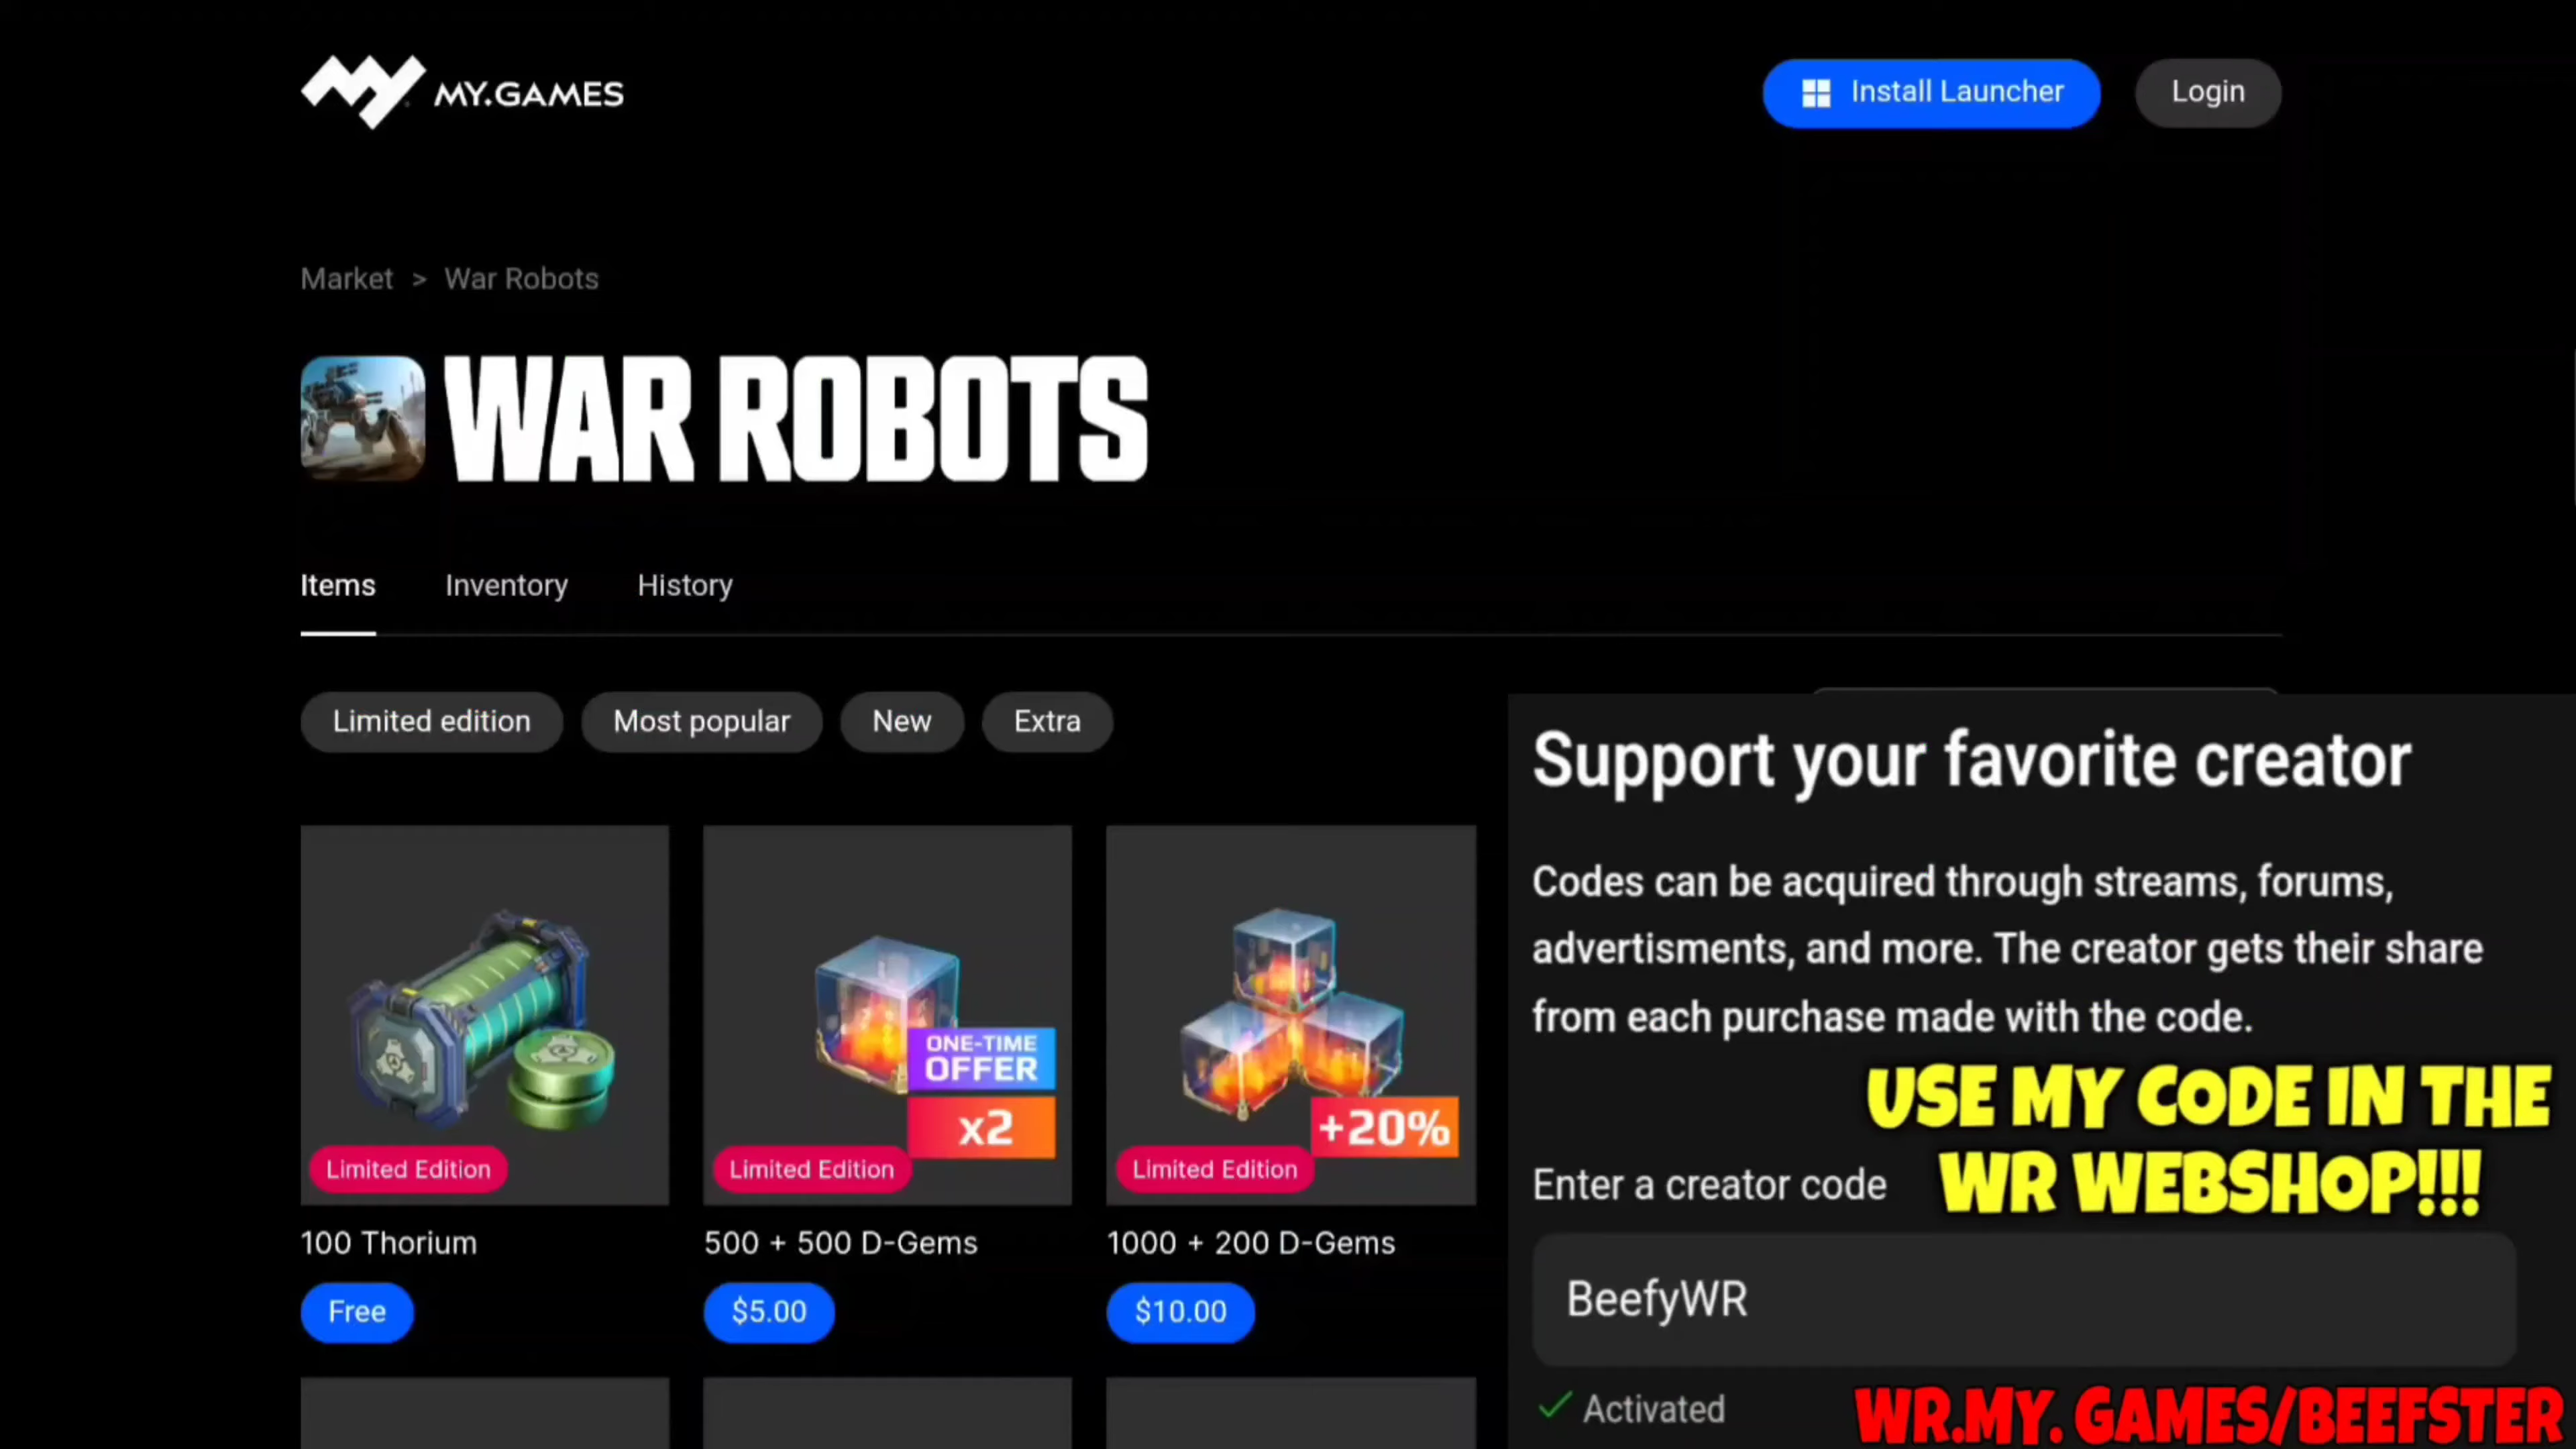 MY.GAMES
Install Launcher
Login
Market > War Robots
WAR ROBOTS
Items
Inventory
History
Limited edition
Most popular
New
Extra
Limited Edition
100 Thorium
Free
ONE-TIME
OFFER
x2
Limited Edition
500 + 500 D-Gems
$5.00
+20%
Limited Edition
1000 + 200 D-Gems
$10.00
Support your favorite creator
Codes can be acquired through streams, forums,
advertisments, and more. The creator gets their share
from each purchase made with the code.
USE MY CODE IN THE
WR WEBSHOP!!!
Enter a creator code
BeefyWR
Activated
WR.MY. GAMES/BEEFSTER